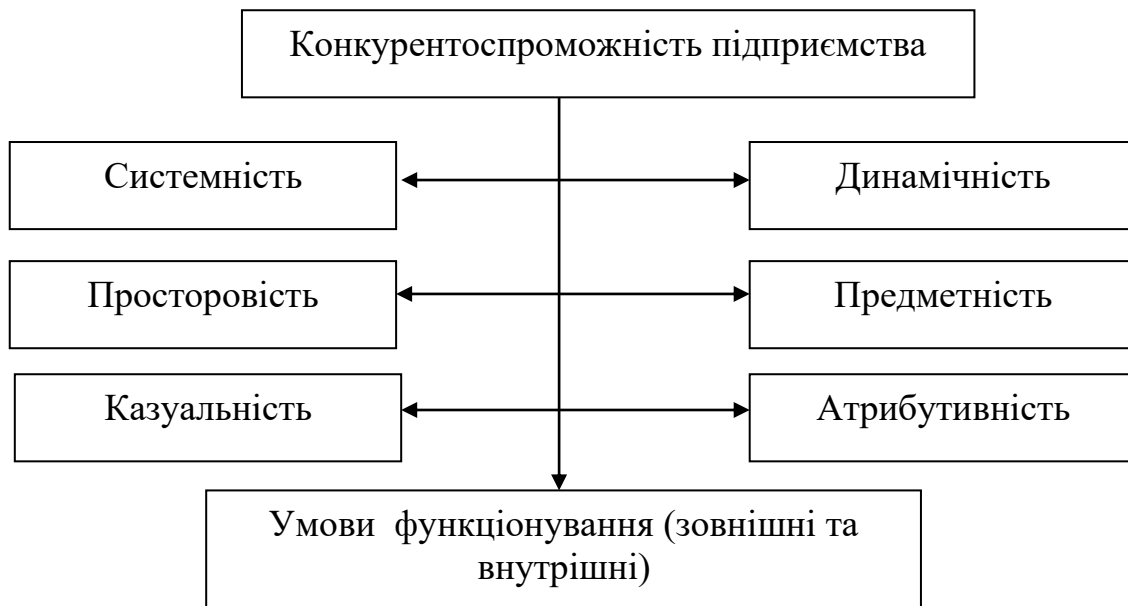 Конкурентоспроможність підприємства
Системність
Динамічність
Просторовість
Предметність
Казуальність
Атрибутивність
Умови функціонування (зовнішні та
внутрішні)